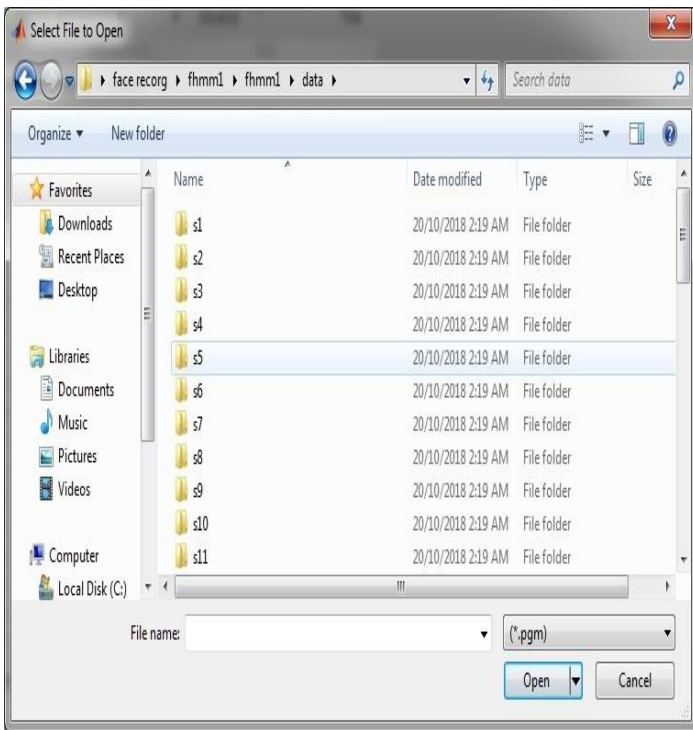 Select File to Open
face recorg ▸ fhmm1 ▸ fhmm1 ▸ data ▸
Search data
Organize ▾ New folder
Name Date modified Type Size
Favorites
Downloads
Recent Places
Desktop
Libraries
Documents
Music
Pictures
Videos
Computer
Local Disk (C:)
s1 20/10/2018 2:19 AM File folder
s2 20/10/2018 2:19 AM File folder
s3 20/10/2018 2:19 AM File folder
s4 20/10/2018 2:19 AM File folder
s5 20/10/2018 2:19 AM File folder
s6 20/10/2018 2:19 AM File folder
s7 20/10/2018 2:19 AM File folder
s8 20/10/2018 2:19 AM File folder
s9 20/10/2018 2:19 AM File folder
s10 20/10/2018 2:19 AM File folder
s11 20/10/2018 2:19 AM File folder
File name: (*.pgm)
Open Cancel